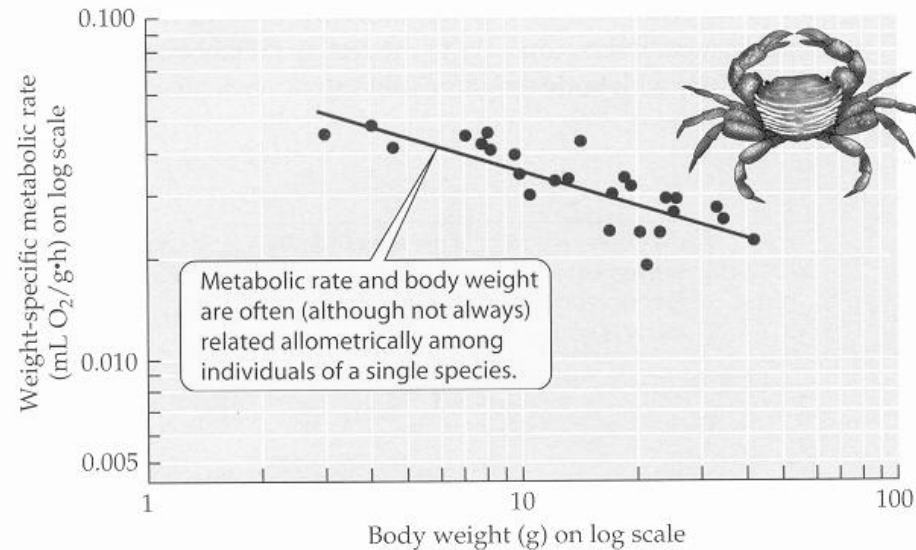 Weight-specific metabolic rate
(mL O₂/g•h) on log scale
0.100
0.010
0.005
Metabolic rate and body weight
are often (although not always)
related allometrically among
individuals of a single species.
1
10
100
Body weight (g) on log scale